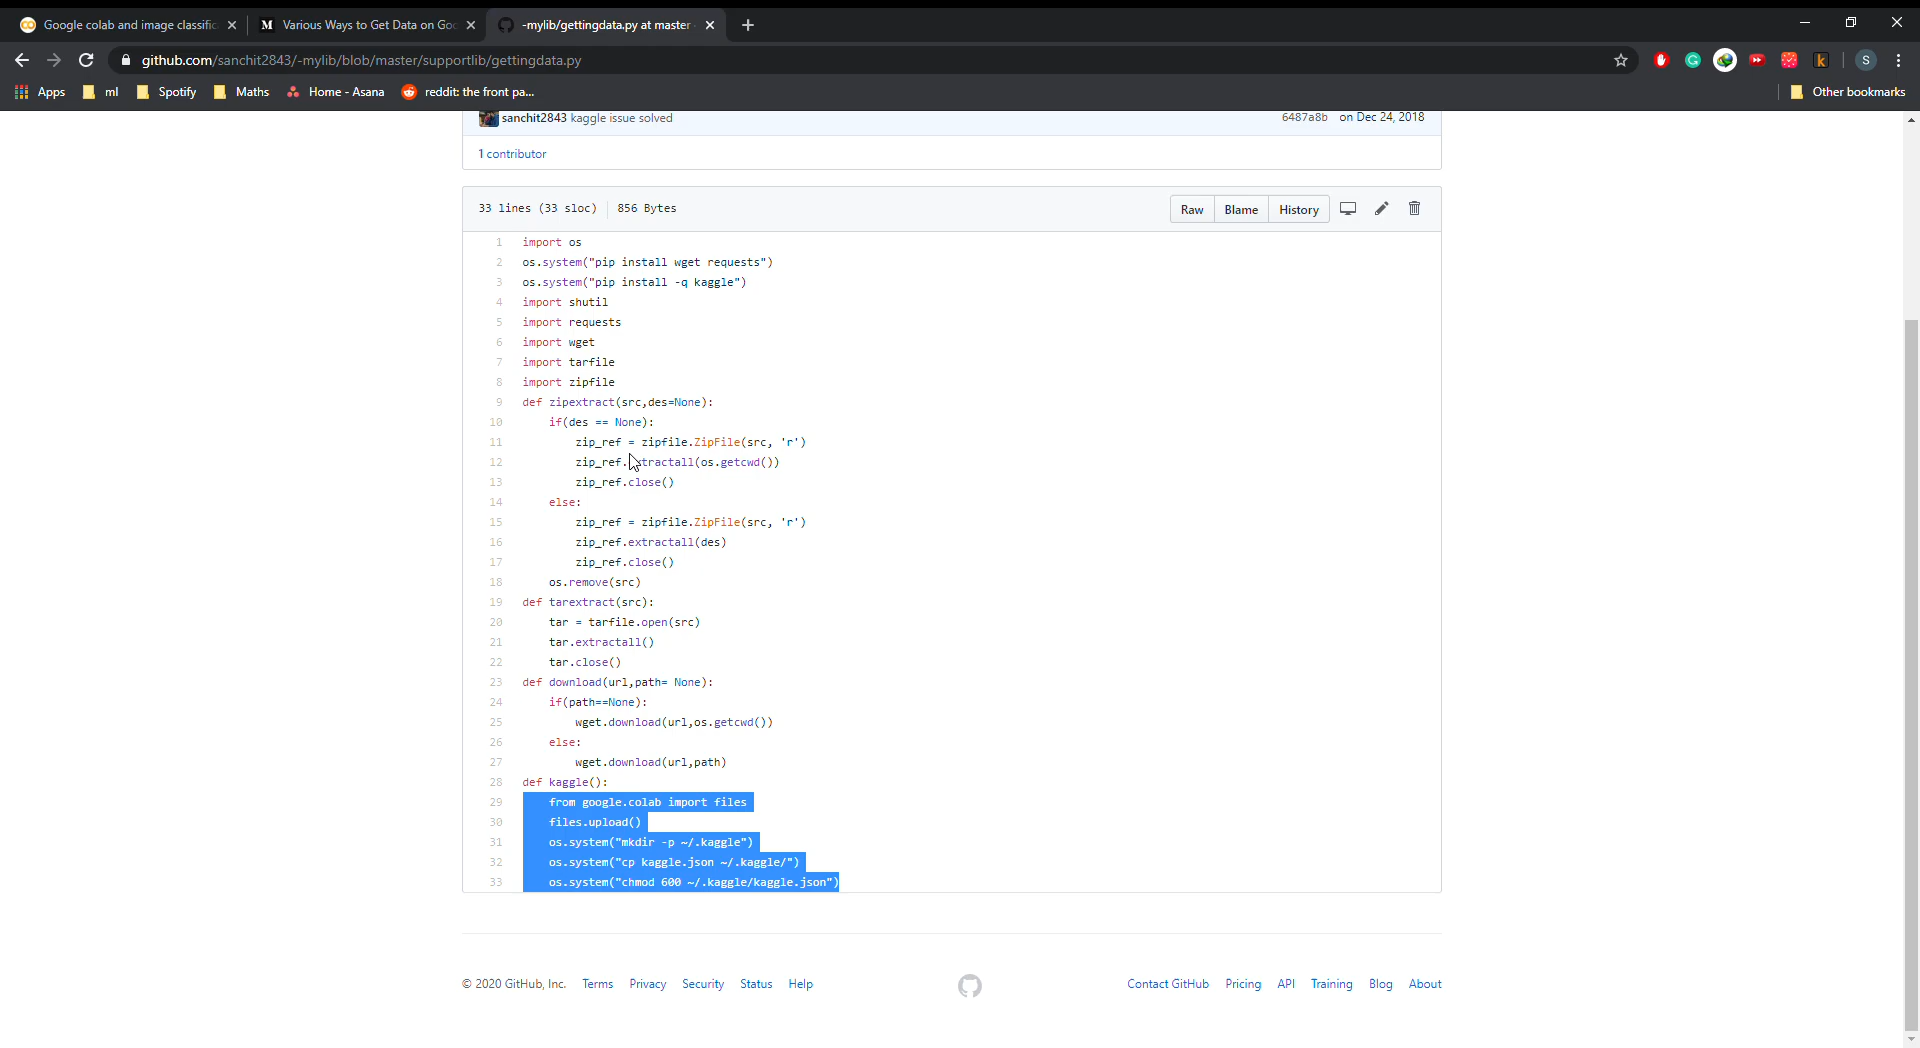 Google colab and image classific
Various Ways to Get Data on Goo
-mylib/gettingdata.py at master
github.com/sanchit2843/-mylib/blob/master/supportlib/gettingdata.py
Apps ml Spotify Maths Home - Asana reddit: the front pa... Other bookmarks
sanchit2843 kaggle issue solved 6487a8b on Dec 24, 2018
1 contributor
33 lines (33 sloc) 856 Bytes Raw Blame History
1 import os
2 os.system("pip install wget requests")
3 os.system("pip install -q kaggle")
4 import shutil
5 import requests
6 import wget
7 import tarfile
8 import zipfile
9 def zipextract(src,des=None):
10 if(des == None):
11 zip_ref = zipfile.ZipFile(src, 'r')
12 zip_ref.extractall(os.getcwd())
13 zip_ref.close()
14 else:
15 zip_ref = zipfile.ZipFile(src, 'r')
16 zip_ref.extractall(des)
17 zip_ref.close()
18 os.remove(src)
19 def tarextract(src):
20 tar = tarfile.open(src)
21 tar.extractall()
22 tar.close()
23 def download(url,path= None):
24 if(path==None):
25 wget.download(url,os.getcwd())
26 else:
27 wget.download(url,path)
28 def kaggle():
29 from google.colab import files
30 files.upload()
31 os.system("mkdir -p ~/.kaggle")
32 os.system("cp kaggle.json ~/.kaggle/")
33 os.system("chmod 600 ~/.kaggle/kaggle.json")
© 2020 GitHub, Inc. Terms Privacy Security Status Help Contact GitHub Pricing API Training Blog About